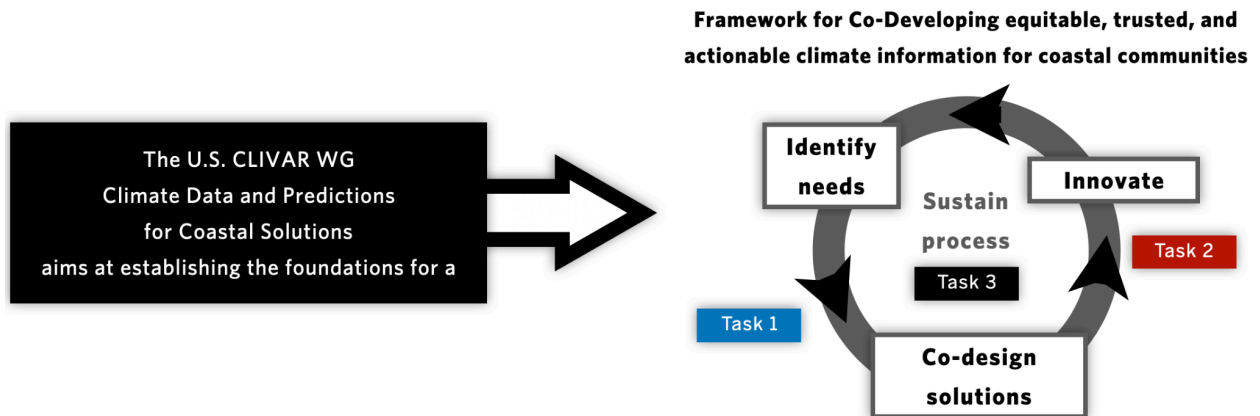 The U.S. CLIVAR WG
Climate Data and Predictions
for Coastal Solutions
aims at establishing the foundations for a
Framework for Co-Developing equitable, trusted, and
actionable climate information for coastal communities
Identify
needs
Innovate
Sustain
process
Task 3
Task 2
Task 1
Co-design
solutions